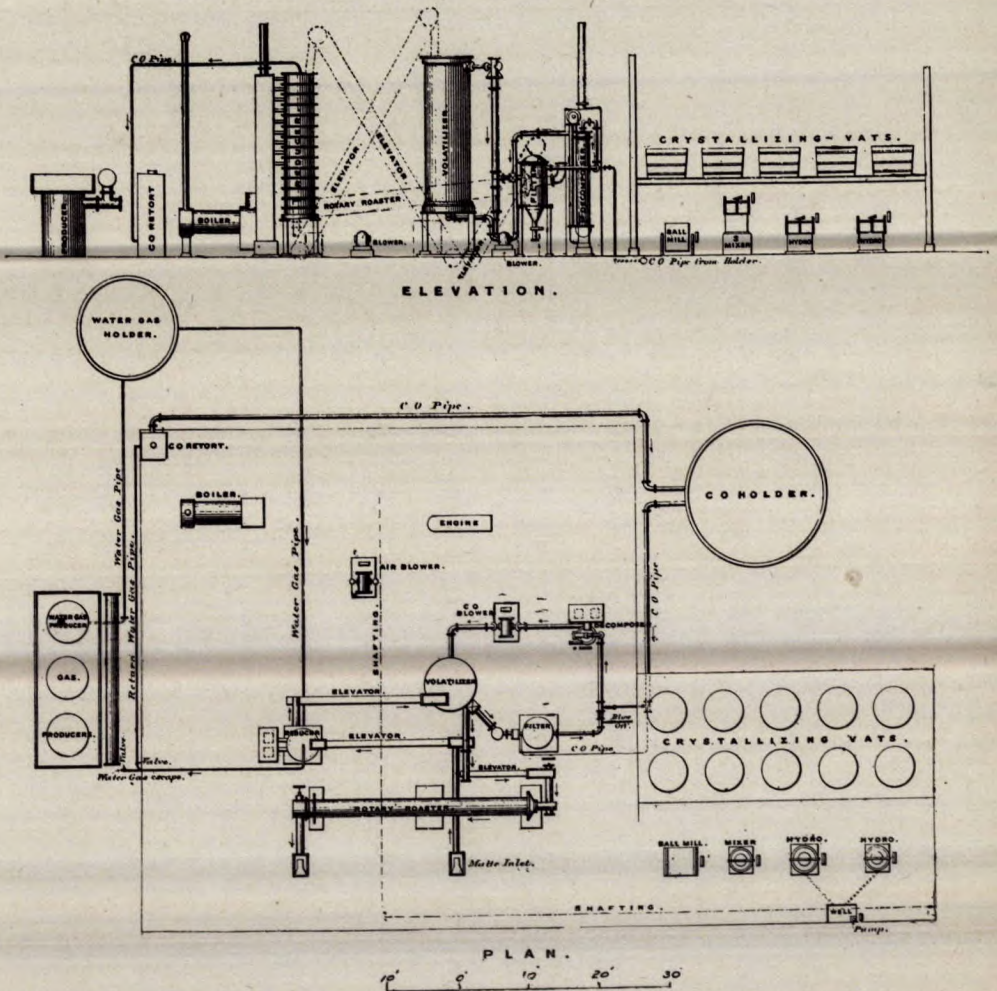 CO Pipe.
PRODUCER
CO RETORT
BOILER.
REDUCER
ELEVATOR
ELEVATOR
ROTARY ROASTER.
BLOWER.
VOLATILIZER
ELEVATOR
BLOWER.
FILTER
DECOMPOSER
CRYSTALLIZING-VATS.
BALL MILL
MIXER
HYDRO
HYDRO
CO Pipe from Holder.
ELEVATION.
WATER GAS HOLDER.
CO Pipe.
CO RETORT.
CO HOLDER.
BOILER.
ENGINE
AIR BLOWER.
Water Gas Pipe
Return Water Gas Pipe.
Water Gas Pipe.
SHAFTING.
CO BLOWER
DECOMPOSER
CO Pipe
WATER GAS PRODUCER
GAS.
PRODUCERS.
ELEVATOR
VOLATILIZER
REDUCER
ELEVATOR
FILTER
Blow Off
CO Pipe.
CRYSTALLIZING VATS.
Valve
Valve.
Water Gas escape.
ELEVATOR
ROTARY ROASTER
Matte Inlet.
BALL MILL.
MIXER
HYDRO.
HYDRO.
SHAFTING.
WELL
Pump.
PLAN.
10' 0' 10' 20' 30'